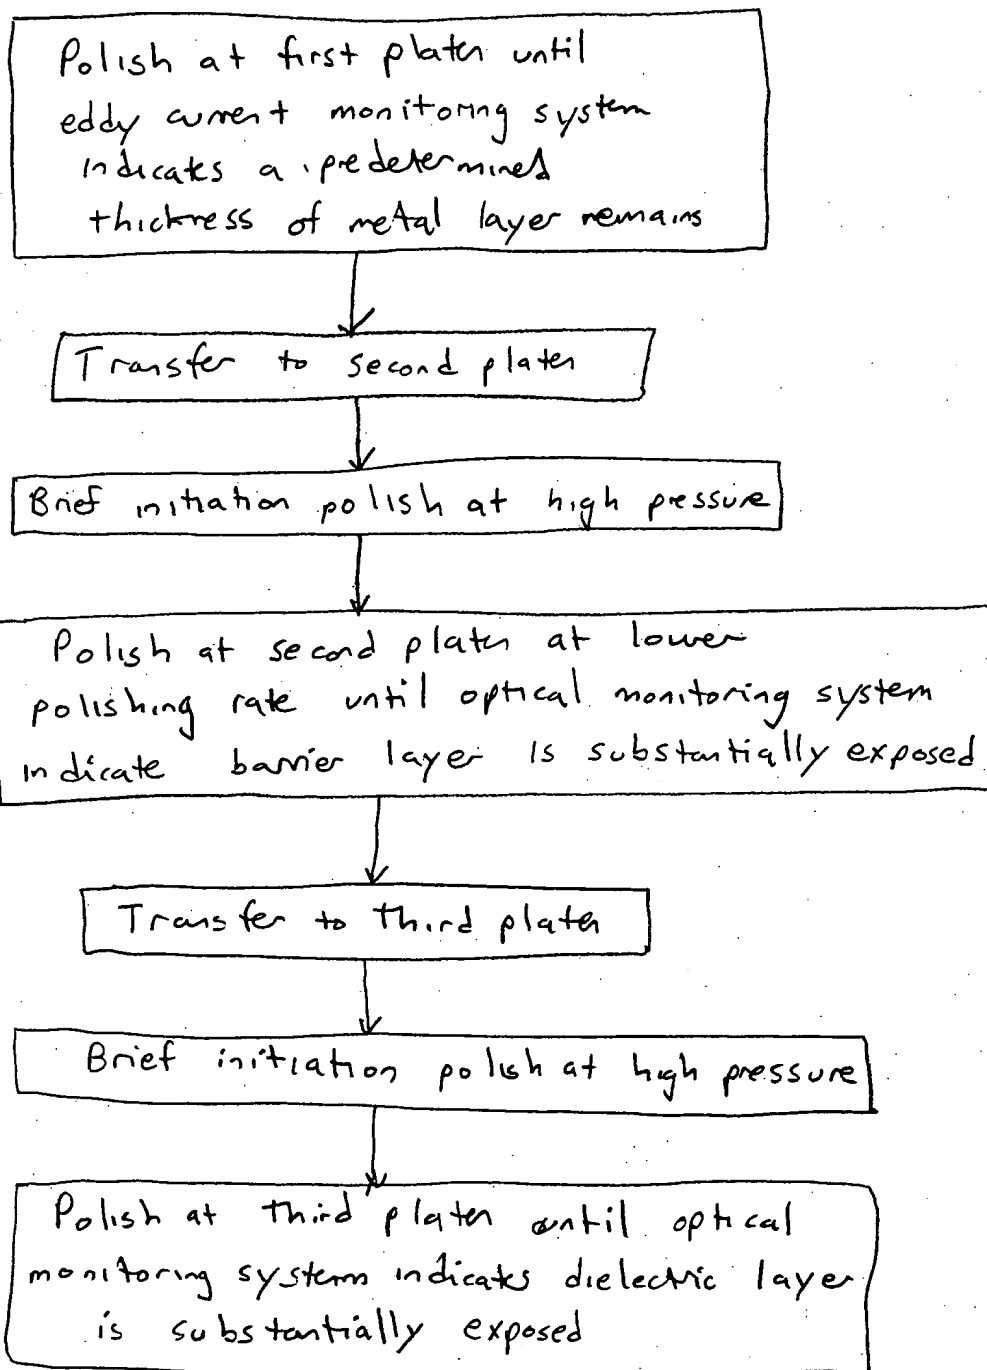 Polish at first platen until
eddy current monitoring system
indicates a predetermined
thickness of metal layer remains
Transfer to second platen
Brief initiation polish at high pressure
Polish at second platen at lower
polishing rate until optical monitoring system
indicate barrier layer is substantially exposed
Transfer to third platen
Brief initiation polish at high pressure
Polish at third platen until optical
monitoring system indicates dielectric layer
is substantially exposed